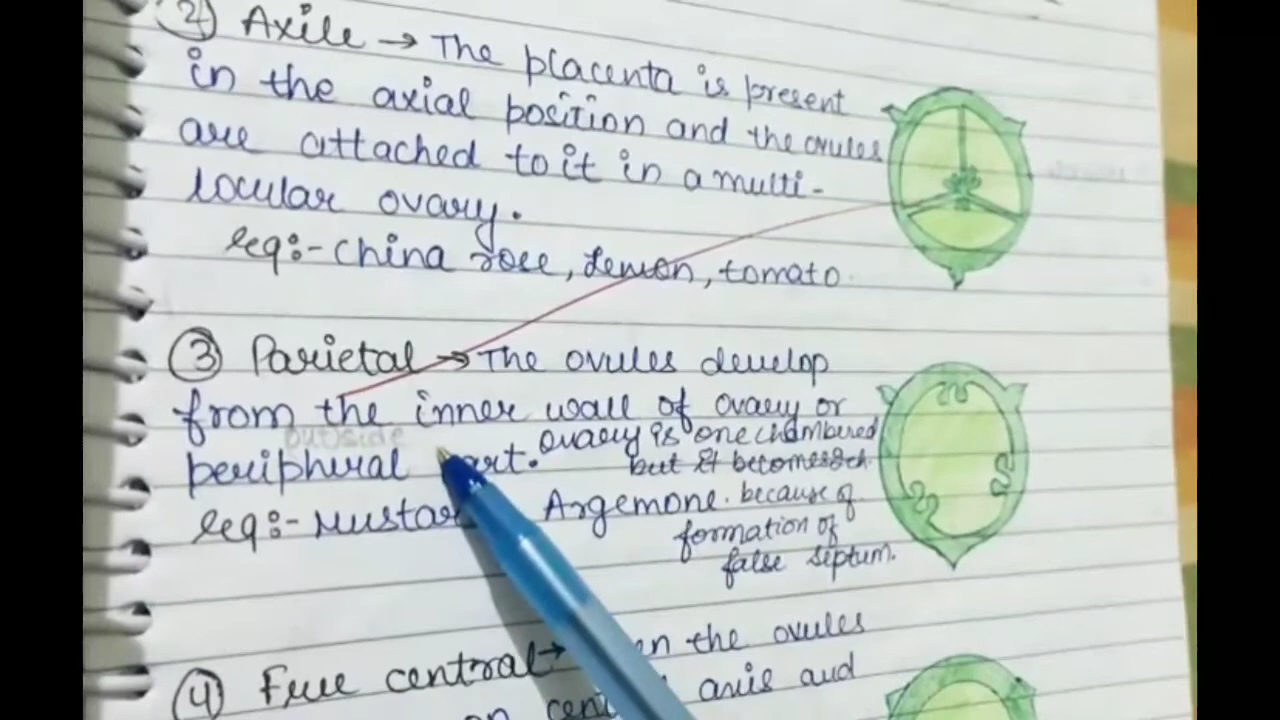 ② Axile → The placenta is present
in the axial position and the ovules
are attached to it in a multi-
locular ovary.
eg:- China rose, Lemon, tomato
③ Parietal → The ovules develop
from the inner wall of ovary or
outside
peripheral part. ovary is one chambered
but it becomes 2ch.
eg:- Mustard Argemone. because of
formation of
false septum.
④ Free central → the ovules
axis and
on